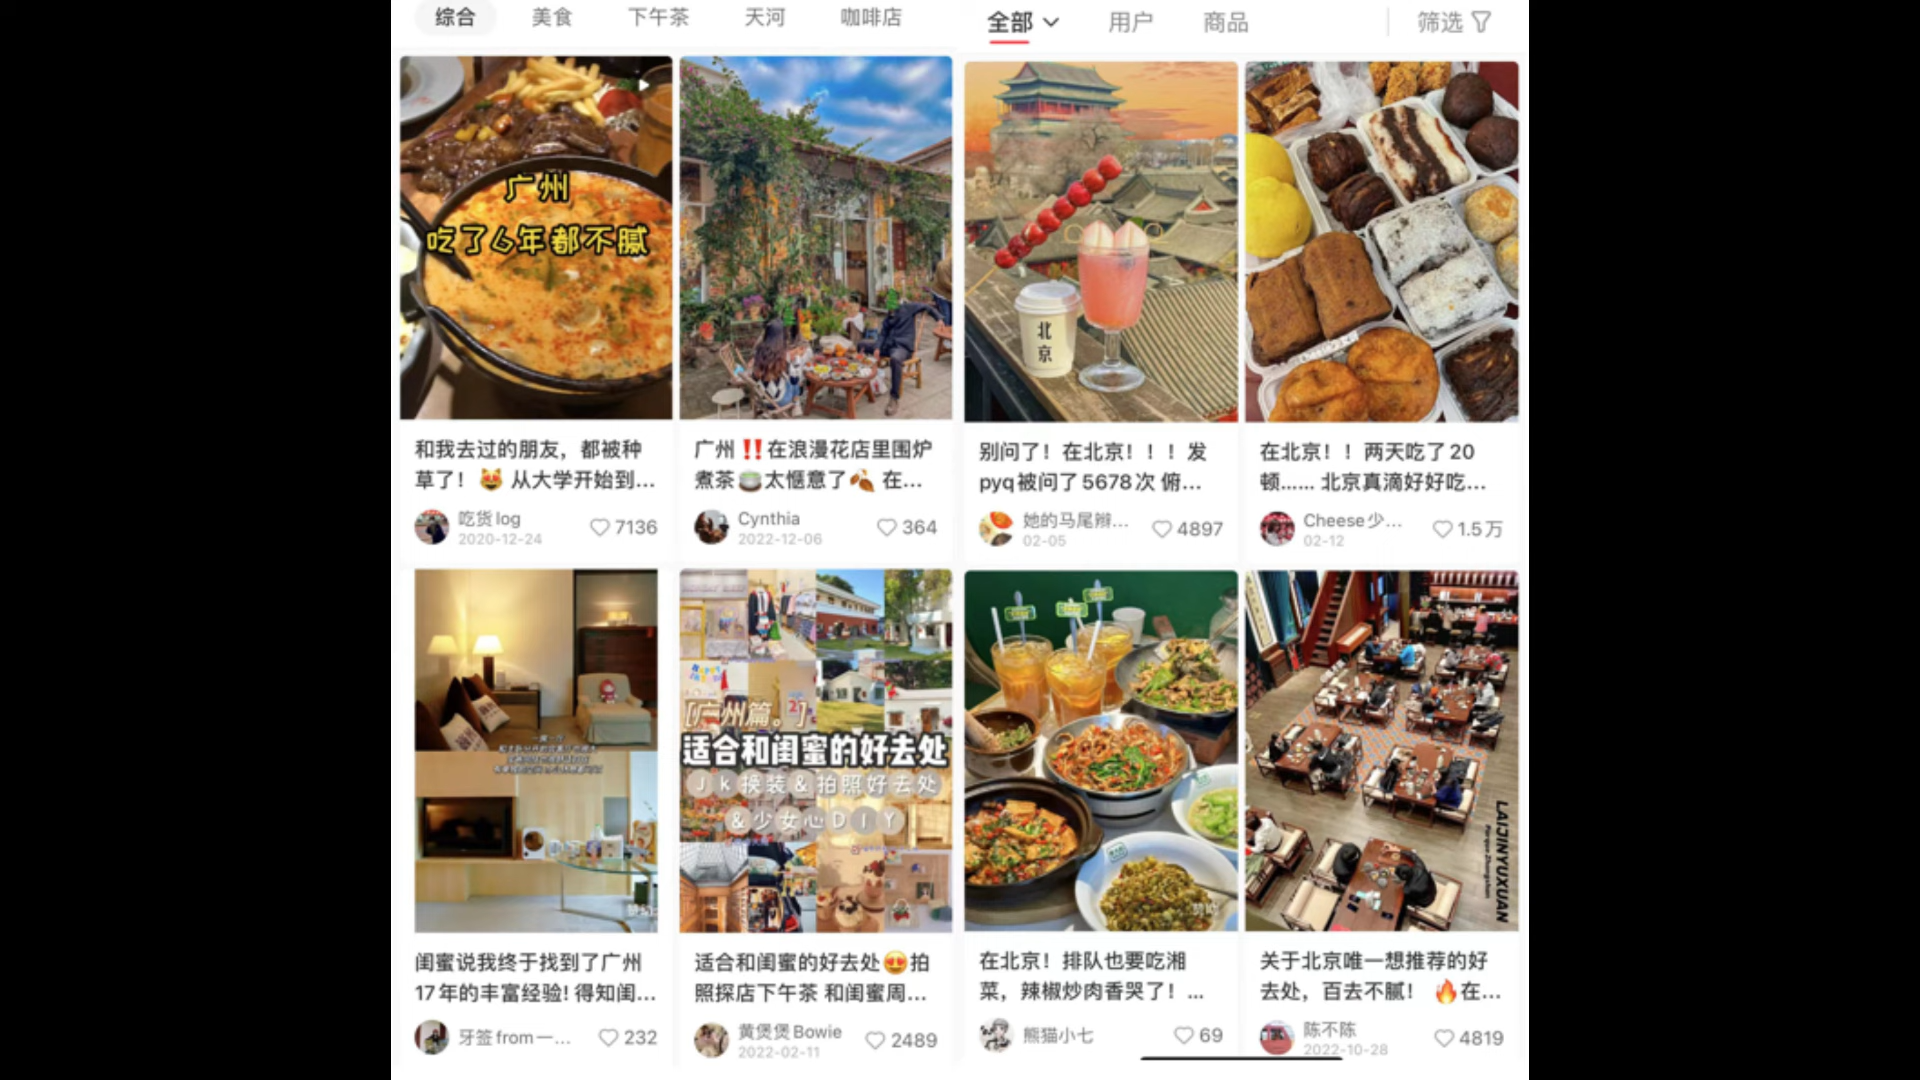 综合 美食 下午茶 天河 咖啡店
全部 用户 商品 筛选
广州
吃了6年都不腻
和我去过的朋友，都被种
草了！😻 从大学开始到...
吃货log
2020-12-24
7136
广州‼️在浪漫花店里围炉
煮茶🍵太惬意了🍂 在...
Cynthia
2022-12-06
364
北
京
别问了！在北京！！！发
pyq被问了5678次 俯...
她的马尾辫...
02-05
4897
在北京！！两天吃了20
顿...... 北京真滴好好吃...
Cheese少...
02-12
1.5万
闺蜜说我终于找到了广州
17年的丰富经验! 得知闺...
牙签from一...
232
[广州篇。]
适合和闺蜜的好去处
Jk换装&拍照好去处
&少女心DIY
适合和闺蜜的好去处😍拍
照探店下午茶 和闺蜜周...
黄煲煲Bowie
2022-02-11
2489
在北京！排队也要吃湘
菜，辣椒炒肉香哭了！...
熊猫小七
69
LAIJINYUXUAN
关于北京唯一想推荐的好
去处，百去不腻！ 🔥在...
陈不陈
2022-10-28
4819